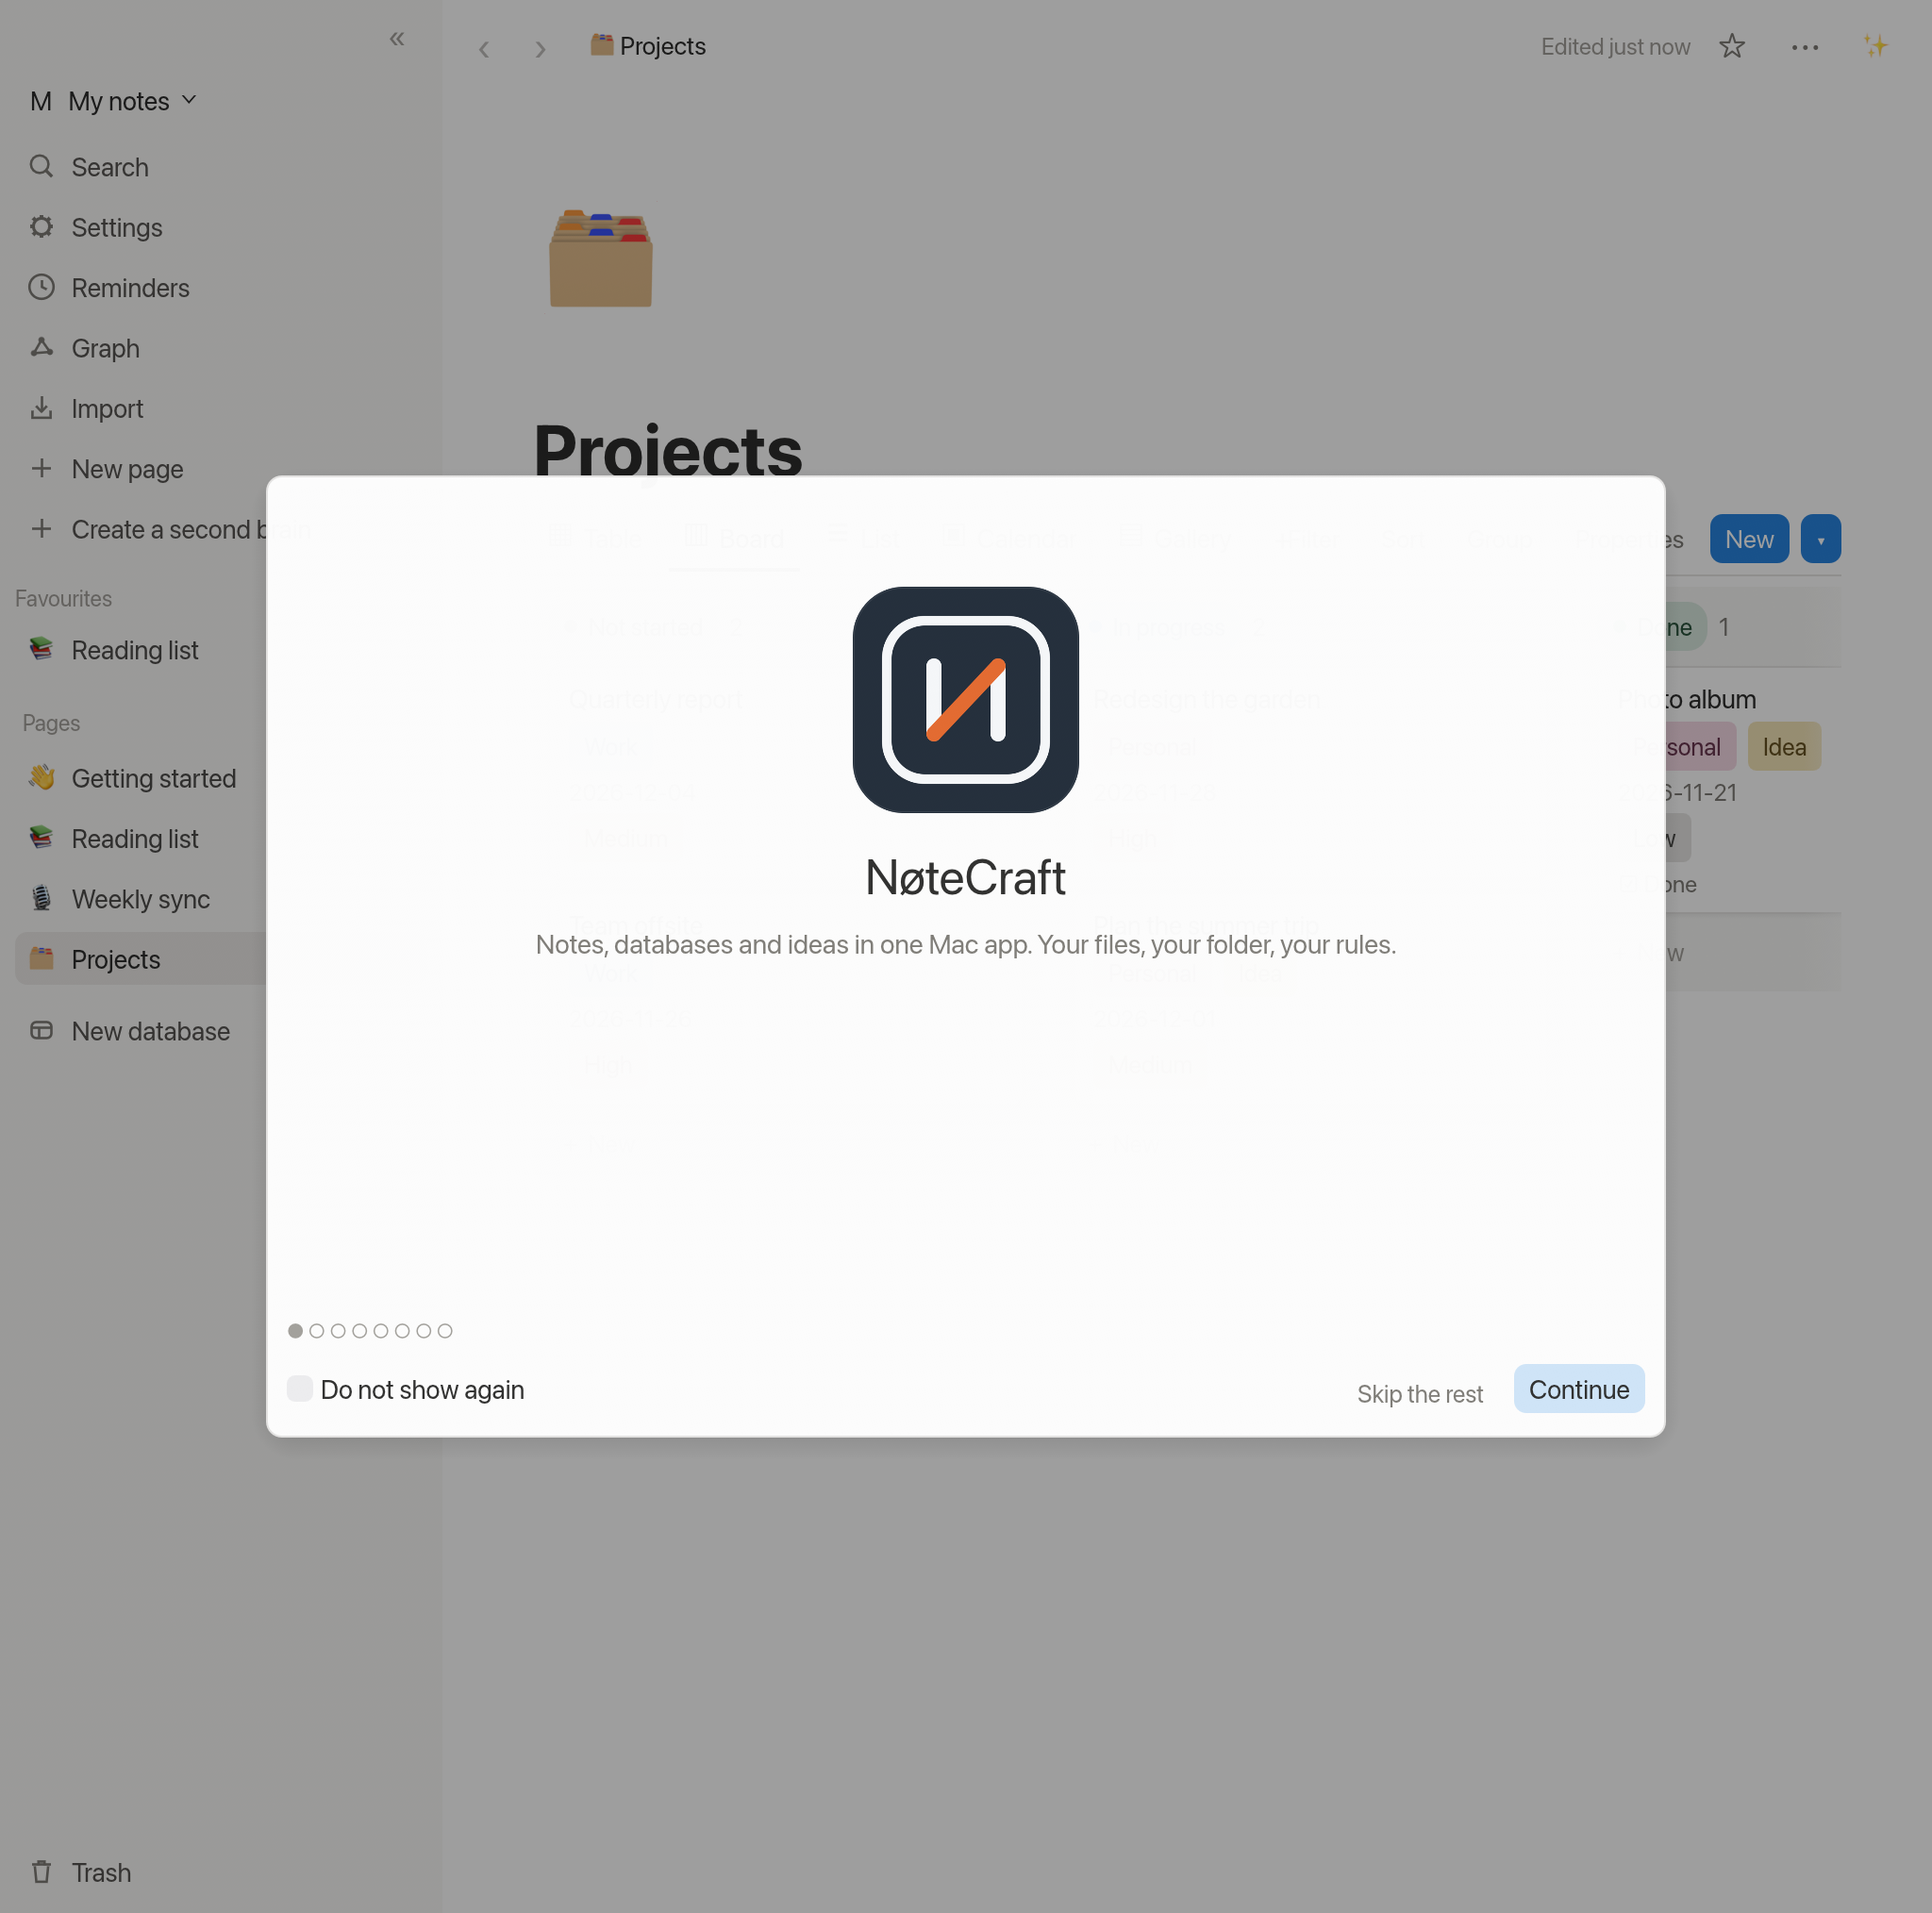 «
‹ › Projects
Edited just now
M My notes
Search
Settings
Reminders
Graph
Import
New page
Create a second brain
Favourites
Reading list
Pages
Getting started
Reading list
Weekly sync
Projects
New database
Trash
Projects
Board
New
1
Photo album
Idea
-11-21
NøteCraft
Notes, databases and ideas in one Mac app. Your files, your folder, your rules.
Do not show again
Skip the rest
Continue